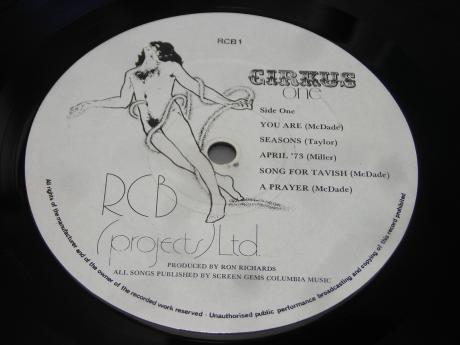 RCB1
CIRKUS
one
Side One
YOU ARE (McDade)
SEASONS (Taylor)
APRIL '73 (Miller)
SONG FOR TAVISH (McDade)
A PRAYER (McDade)
RCB
(projects) Ltd.
PRODUCED BY RON RICHARDS
ALL SONGS PUBLISHED BY SCREEN GEMS COLUMBIA MUSIC
All rights of the manufacturer and of the owner of the recorded work reserved · Unauthorised public performance broadcasting and copying of this record prohibited